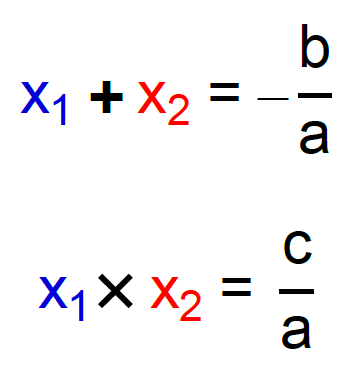 x₁ + x₂ = − b/a
x₁ × x₂ = c/a